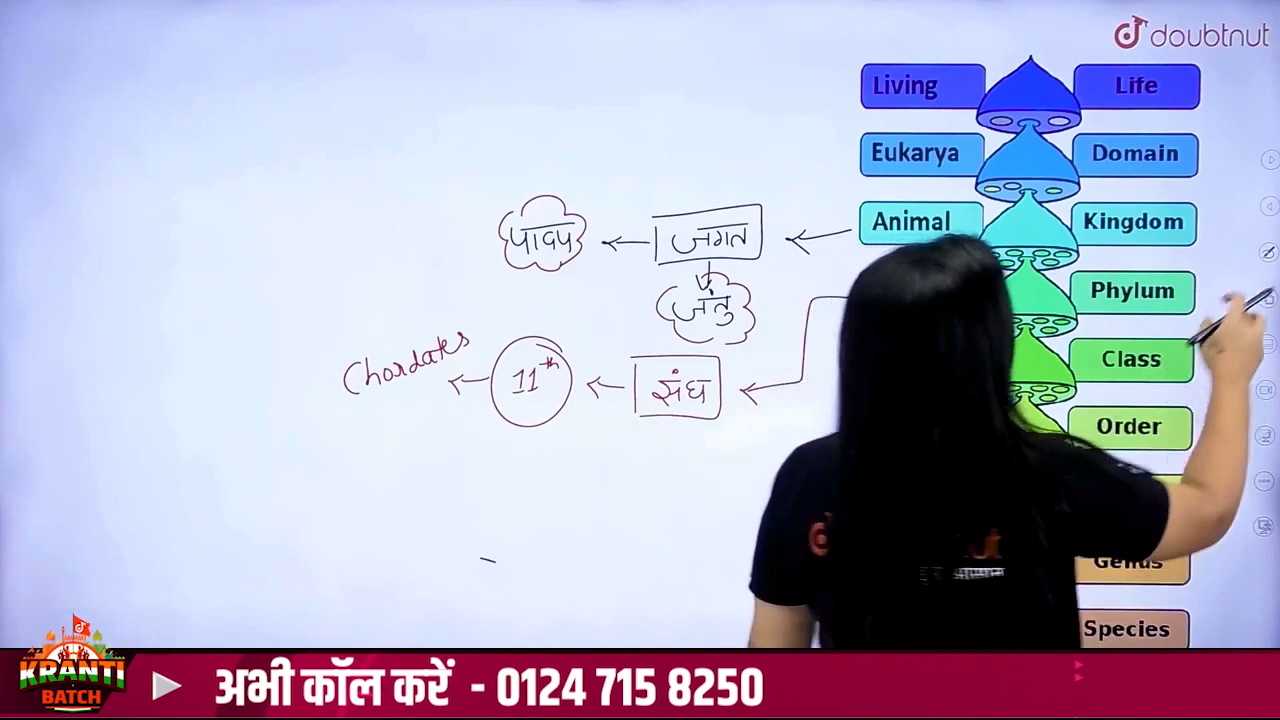 doubtnut
Living Life
Eukarya Domain
Animal Kingdom
Phylum
Class
Order
Genus
Species
पादप जगत
जंतु
Chordates 11th संघ
KRANTI
BATCH
अभी कॉल करें - 0124 715 8250